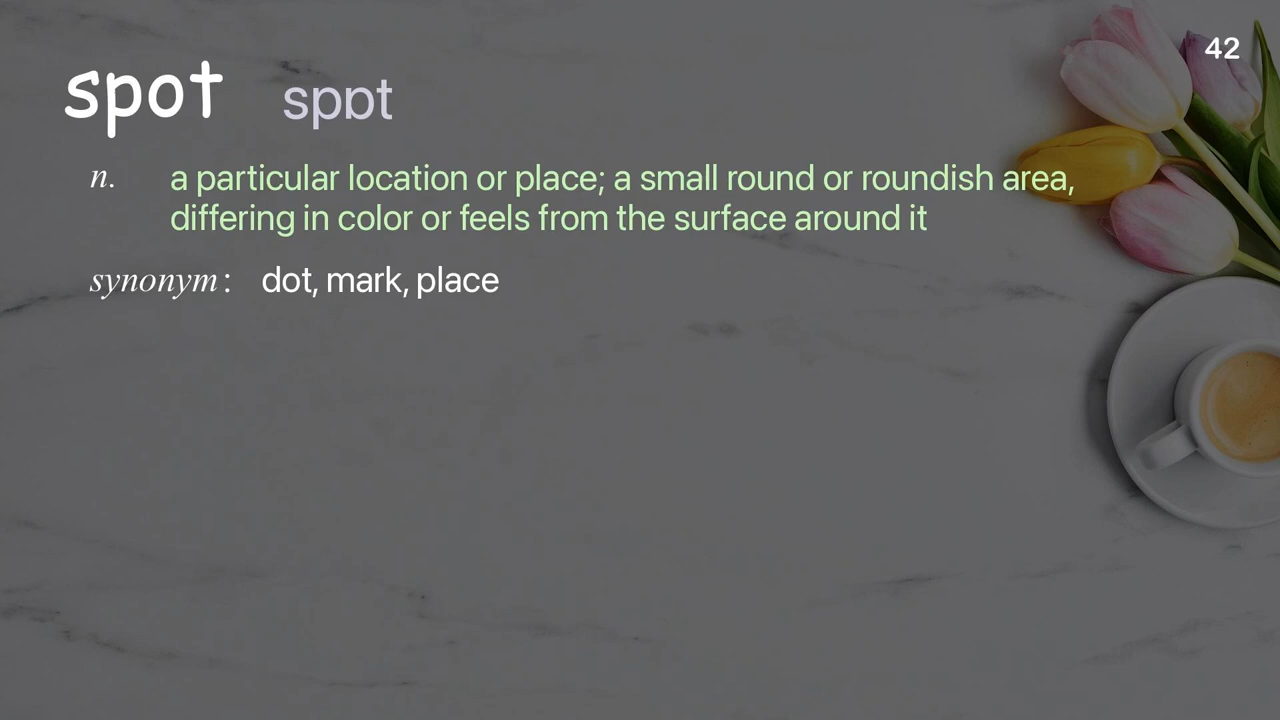 42
spot spɒt
n. a particular location or place; a small round or roundish area,
differing in color or feels from the surface around it
synonym: dot, mark, place